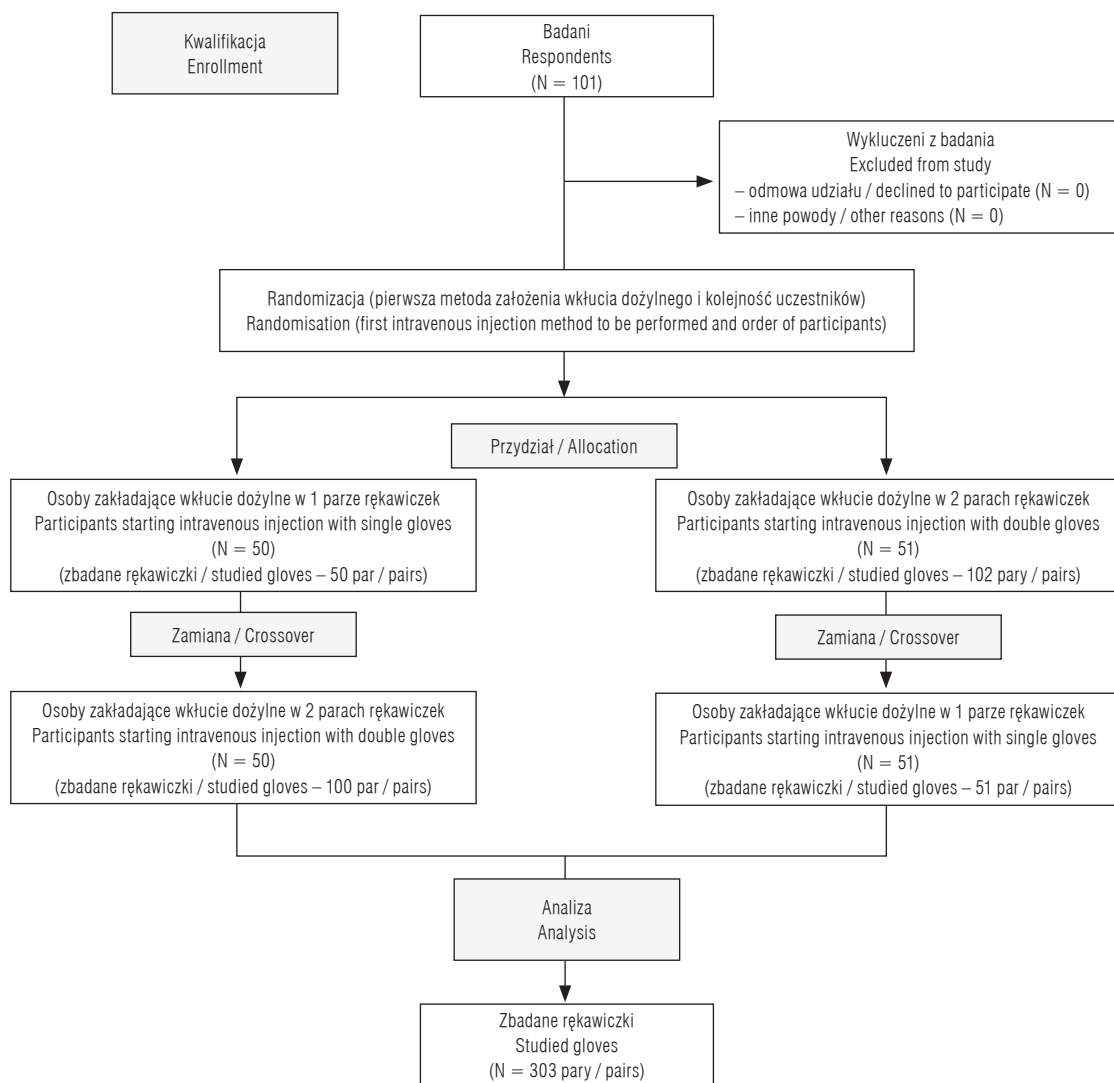 Kwalifikacja
Enrollment
Badani
Respondents
(N = 101)
Wykluczeni z badania
Excluded from study
– odmowa udziału / declined to participate (N = 0)
– inne powody / other reasons (N = 0)
Randomizacja (pierwsza metoda założenia wkłucia dożylnego i kolejność uczestników)
Randomisation (first intravenous injection method to be performed and order of participants)
Przydział / Allocation
Osoby zakładające wkłucie dożylne w 1 parze rękawiczek
Participants starting intravenous injection with single gloves
(N = 50)
(zbadane rękawiczki / studied gloves – 50 par / pairs)
Osoby zakładające wkłucie dożylne w 2 parach rękawiczek
Participants starting intravenous injection with double gloves
(N = 51)
(zbadane rękawiczki / studied gloves – 102 pary / pairs)
Zamiana / Crossover
Zamiana / Crossover
Osoby zakładające wkłucie dożylne w 2 parach rękawiczek
Participants starting intravenous injection with double gloves
(N = 50)
(zbadane rękawiczki / studied gloves – 100 par / pairs)
Osoby zakładające wkłucie dożylne w 1 parze rękawiczek
Participants starting intravenous injection with single gloves
(N = 51)
(zbadane rękawiczki / studied gloves – 51 par / pairs)
Analiza
Analysis
Zbadane rękawiczki
Studied gloves
(N = 303 pary / pairs)